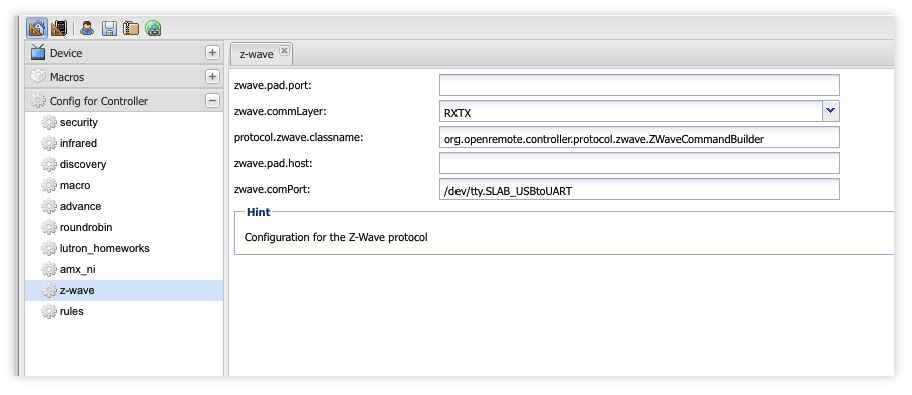 Device
Macros
Config for Controller
security
infrared
discovery
macro
advance
roundrobin
lutron_homeworks
amx_ni
z-wave
rules
z-wave
zwave.pad.port:
zwave.commLayer: RXTX
protocol.zwave.classname: org.openremote.controller.protocol.zwave.ZWaveCommandBuilder
zwave.pad.host:
zwave.comPort: /dev/tty.SLAB_USBtoUART
Hint
Configuration for the Z-Wave protocol